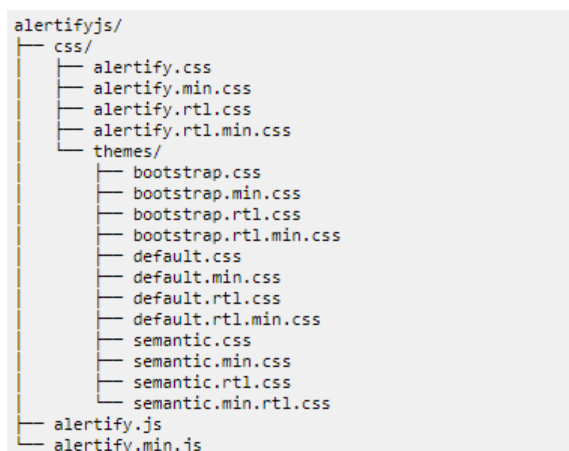 alertifyjs/
├── css/
│   ├── alertify.css
│   ├── alertify.min.css
│   ├── alertify.rtl.css
│   ├── alertify.rtl.min.css
│   └── themes/
│       ├── bootstrap.css
│       ├── bootstrap.min.css
│       ├── bootstrap.rtl.css
│       ├── bootstrap.rtl.min.css
│       ├── default.css
│       ├── default.min.css
│       ├── default.rtl.css
│       ├── default.rtl.min.css
│       ├── semantic.css
│       ├── semantic.min.css
│       ├── semantic.rtl.css
│       └── semantic.min.rtl.css
├── alertify.js
└── alertify.min.js